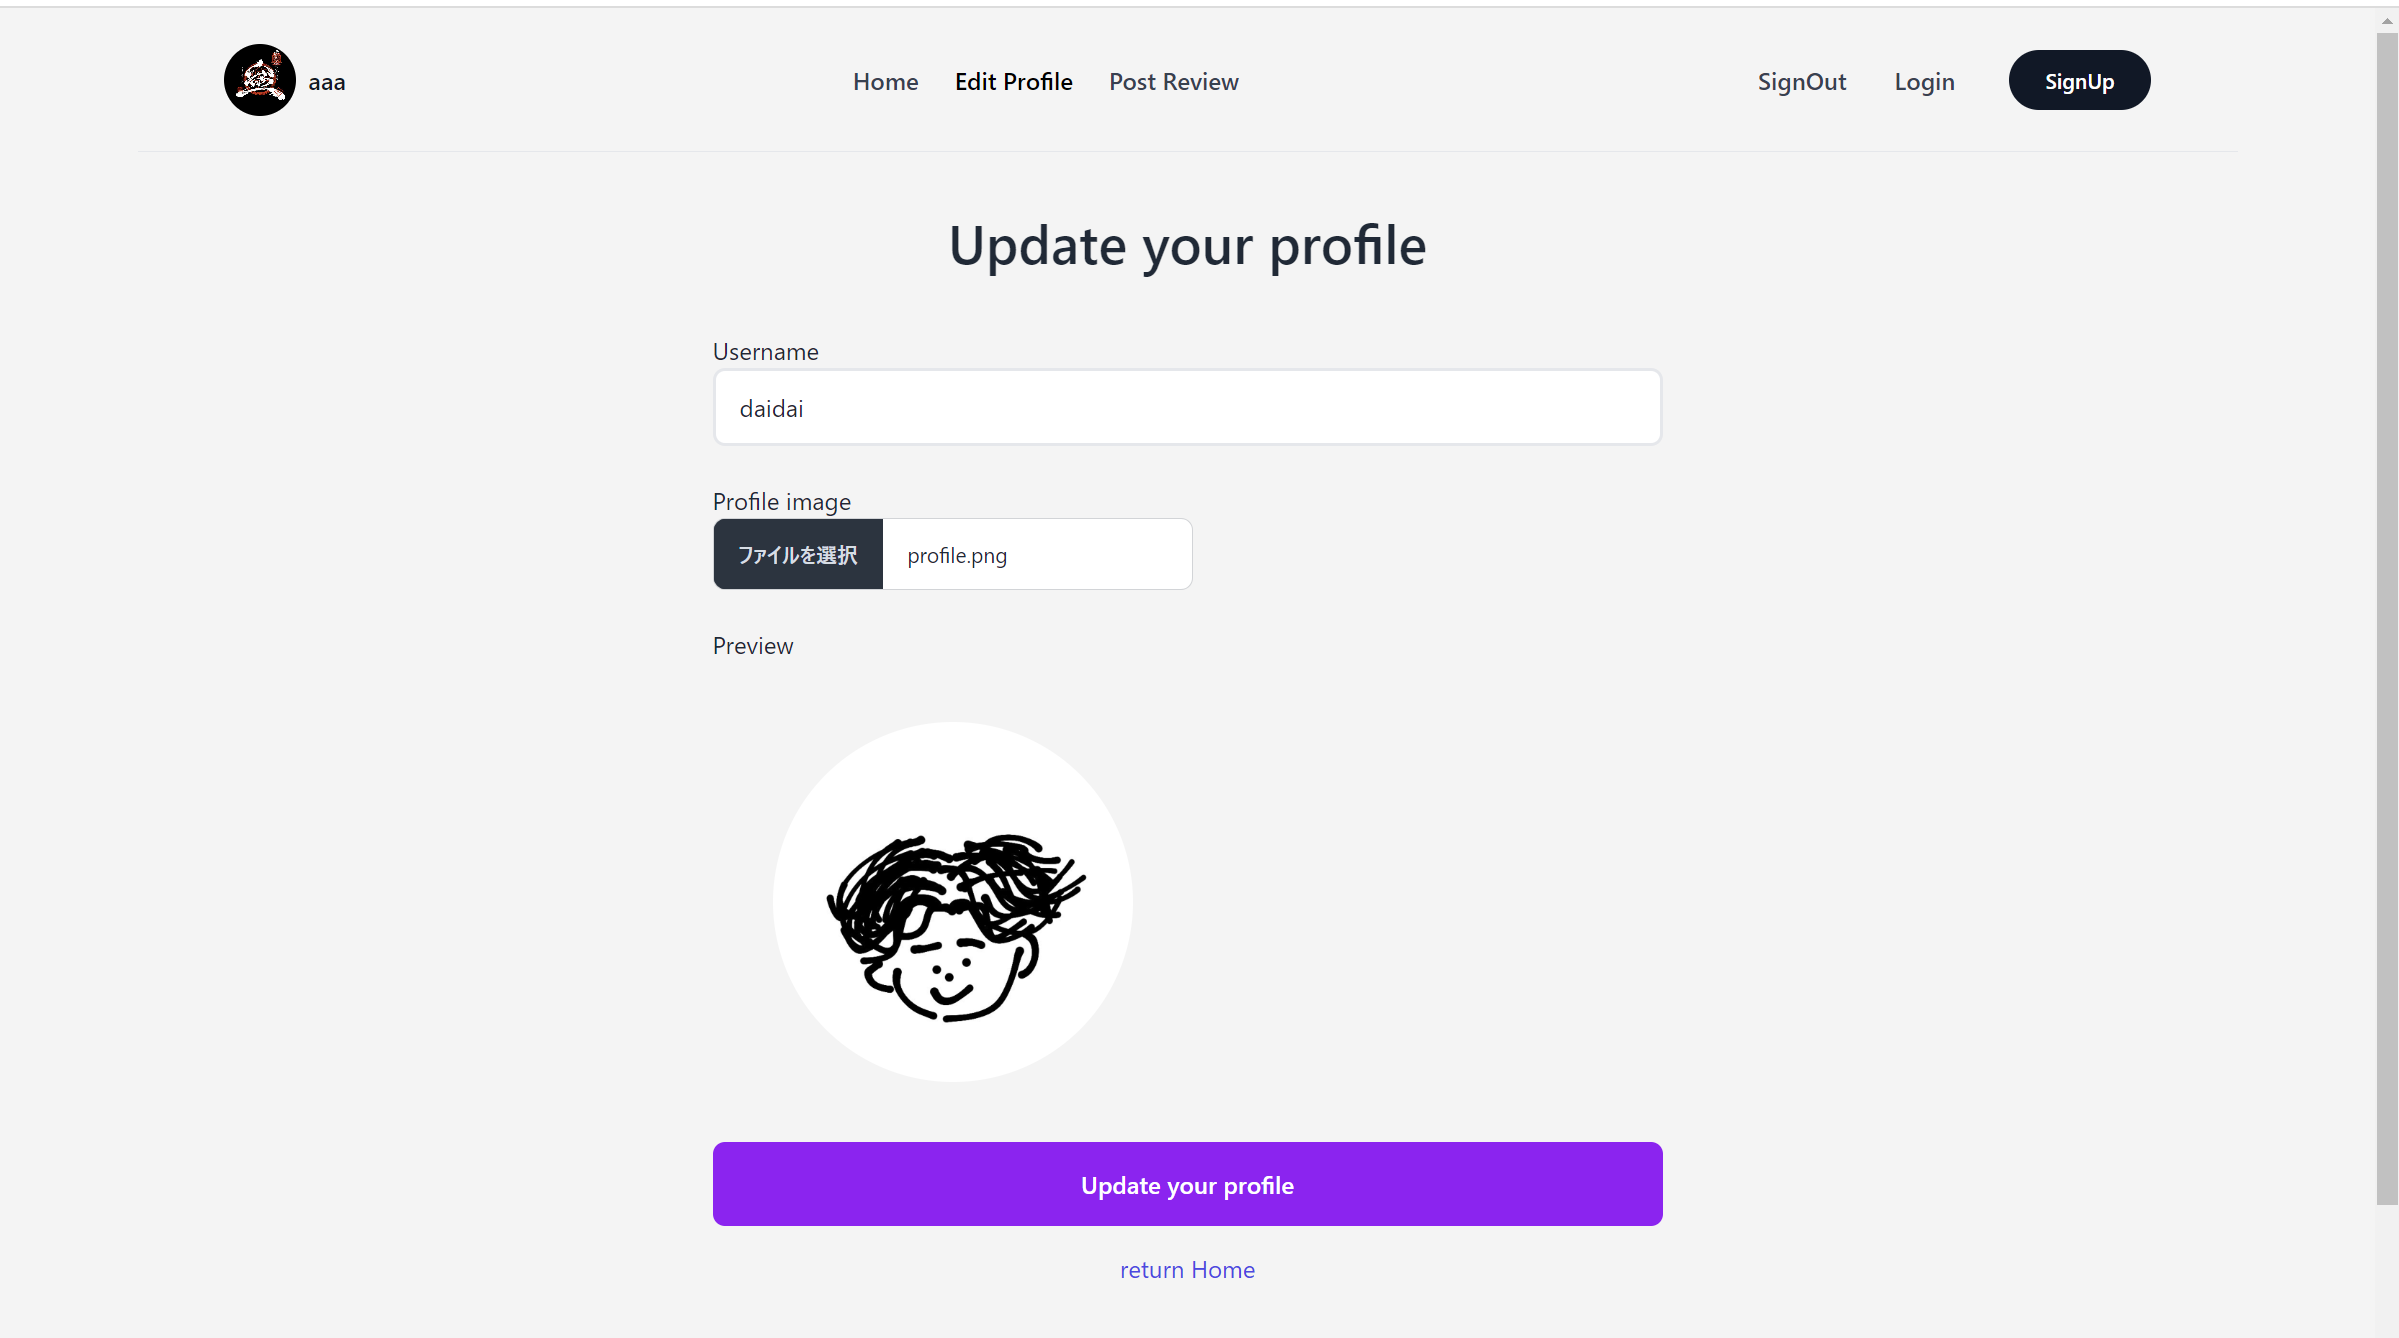 aaa
Home
Edit Profile
Post Review
SignOut
Login
SignUp
Update your profile
Username
daidai
Profile image
ファイルを選択
profile.png
Preview
Update your profile
return Home